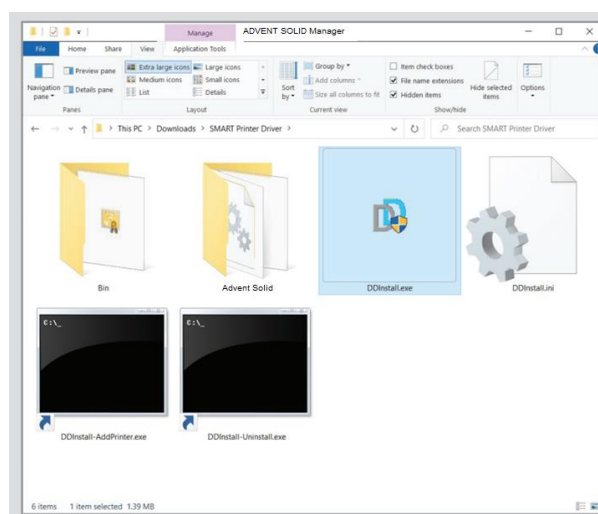 Manage ADVENT SOLID Manager
File Home Share View Application Tools
Navigation pane
Preview pane
Details pane
Panes
Extra large icons Large icons
Medium icons Small icons
List Details
Layout
Sort by
Group by
Add columns
Size all columns to fit
Current view
Item check boxes
File name extensions
Hidden items
Hide selected items
Show/hide
Options
This PC > Downloads > SMART Printer Driver >
Search SMART Printer Driver
Bin
Advent Solid
DDInstall.exe
DDInstall.ini
C:\_
C:\_
DDInstall-AddPrinter.exe
DDInstall-Uninstall.exe
6 items 1 item selected 1.39 MB